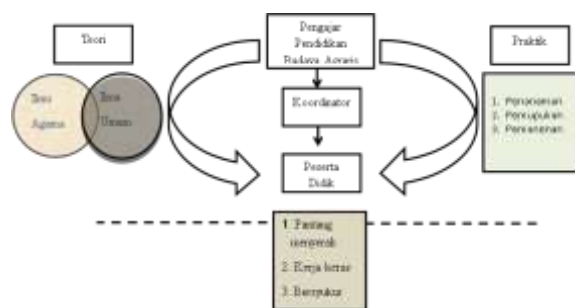 Teori
Pengajar
Pendidikan
Budaya Agraris
Praktik
Ilmu
Agama
Ilmu
Umum
Koordinator
1. Penanaman
2. Pemupukan
3. Pemanenan
Peserta
Didik
1. Pantang
menyerah
2. Kerja keras
3. Bersyukur